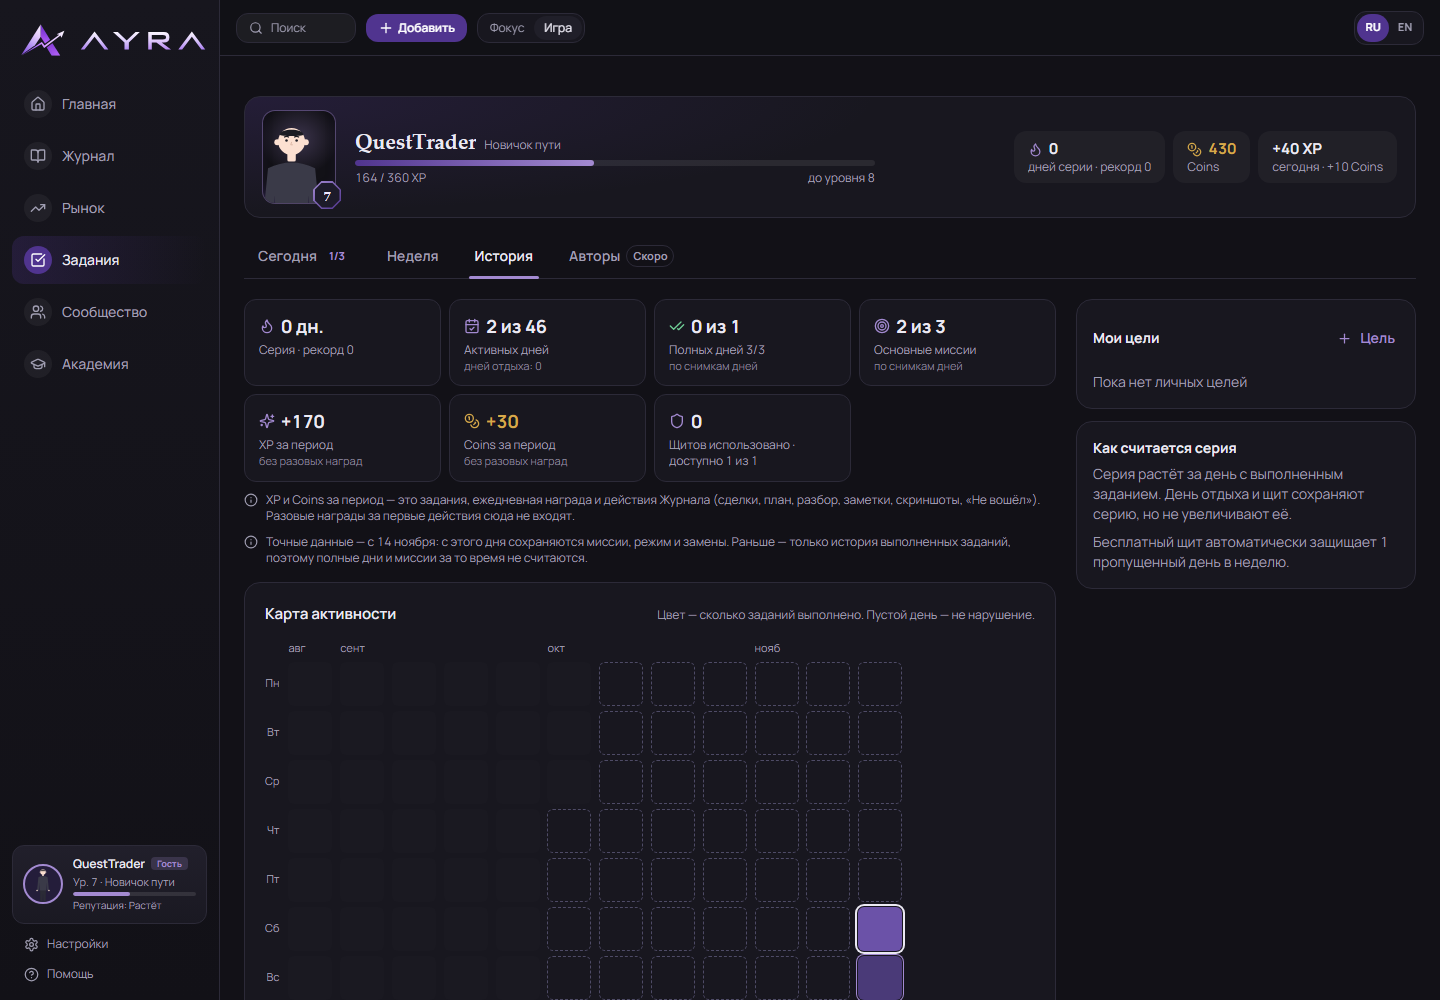 AYRA
Поиск
Добавить
Фокус
Игра
RU
EN
Главная
Журнал
Рынок
Задания
Сообщество
Академия
QuestTrader Новичок пути
164 / 360 XP
до уровня 8
7
0
дней серии · рекорд 0
430
Coins
+40 XP
сегодня · +10 Coins
Сегодня 1/3
Неделя
История
Авторы Скоро
0 дн.
Серия · рекорд 0
2 из 46
Активных дней
дней отдыха: 0
0 из 1
Полных дней 3/3
по снимкам дней
2 из 3
Основные миссии
по снимкам дней
+170
XP за период
без разовых наград
+30
Coins за период
без разовых наград
0
Щитов использовано ·
доступно 1 из 1
XP и Coins за период — это задания, ежедневная награда и действия Журнала (сделки, план, разбор, заметки, скриншоты, «Не вошёл»).
Разовые награды за первые действия сюда не входят.
Точные данные — с 14 ноября: с этого дня сохраняются миссии, режим и замены. Раньше — только история выполненных заданий,
поэтому полные дни и миссии за то время не считаются.
Карта активности
Цвет — сколько заданий выполнено. Пустой день — не нарушение.
авг
сент
окт
нояб
Пн
Вт
Ср
Чт
Пт
Сб
Вс
Мои цели
Цель
Пока нет личных целей
Как считается серия
Серия растёт за день с выполненным
заданием. День отдыха и щит сохраняют
серию, но не увеличивают её.
Бесплатный щит автоматически защищает 1
пропущенный день в неделю.
QuestTrader Гость
Ур. 7 · Новичок пути
Репутация: Растёт
Настройки
Помощь